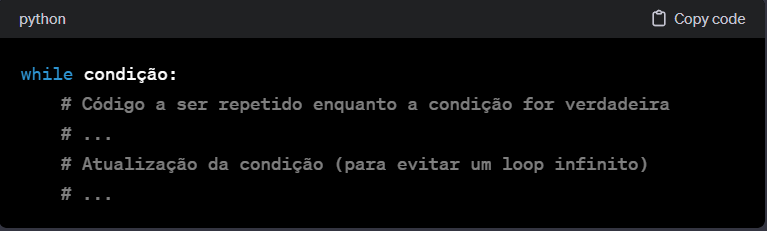 python
Copy code
while condição:
# Código a ser repetido enquanto a condição for verdadeira
# ...
# Atualização da condição (para evitar um loop infinito)
# ...